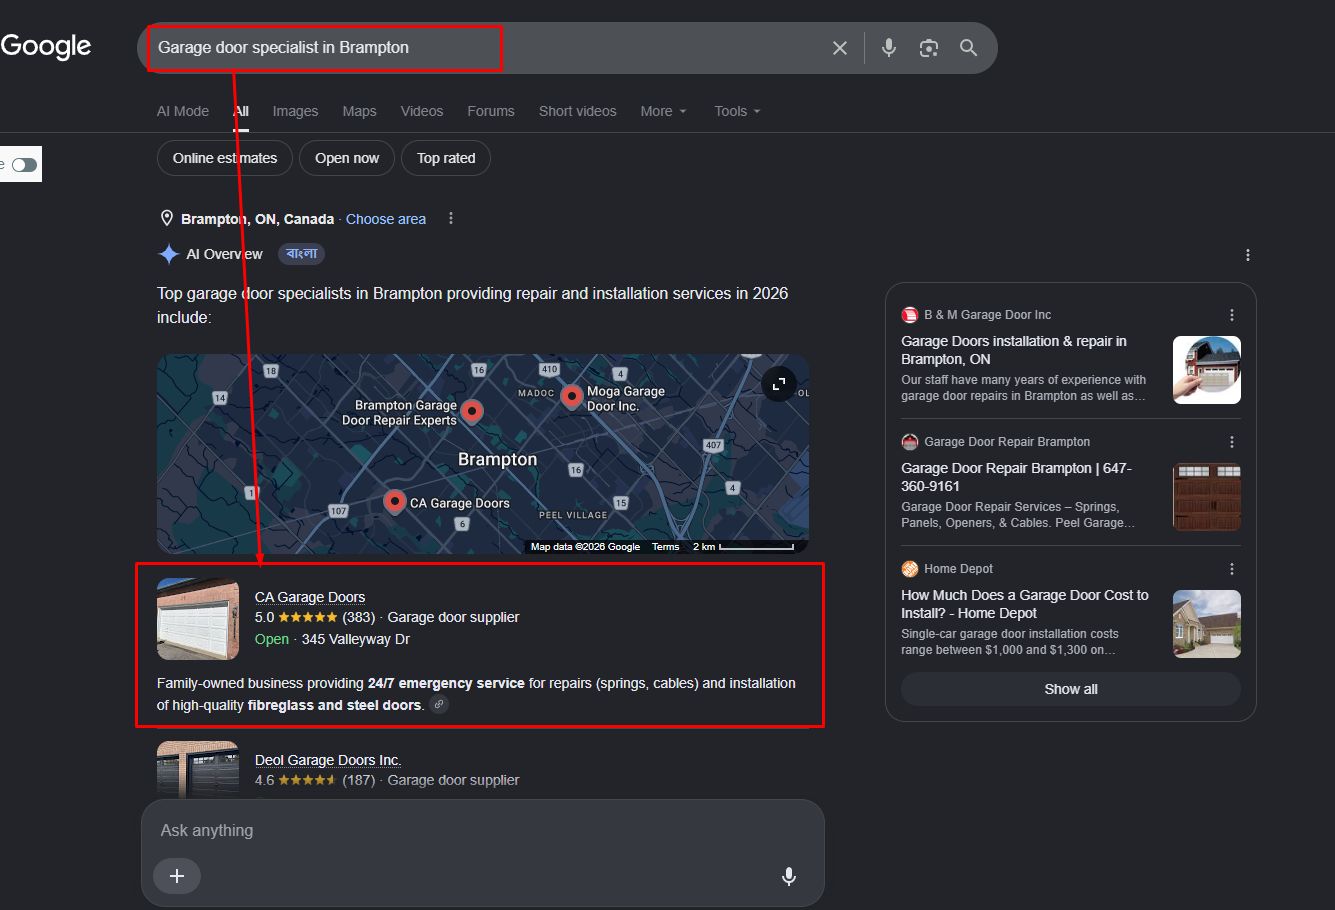 Google
Garage door specialist in Brampton
AI Mode
All
Images
Maps
Videos
Forums
Short videos
More
Tools
e
Online estimates
Open now
Top rated
Brampton, ON, Canada · Choose area
AI Overview
বাংলা
Top garage door specialists in Brampton providing repair and installation services in 2026
include:
18
16
410
4
14
MADOC
Moga Garage
Door Inc.
OL
Brampton Garage
Door Repair Experts
407
Brampton
16
4
1
107
CA Garage Doors
15
PEEL VILLAGE
6
Map data ©2026 Google
Terms
2 km
CA Garage Doors
5.0 ★★★★★ (383) · Garage door supplier
Open · 345 Valleyway Dr
Family-owned business providing 24/7 emergency service for repairs (springs, cables) and installation
of high-quality fibreglass and steel doors.
Deol Garage Doors Inc.
4.6 (187) · Garage door supplier
Ask anything
B & M Garage Door Inc
Garage Doors installation & repair in
Brampton, ON
Our staff have many years of experience with
garage door repairs in Brampton as well as…
Garage Door Repair Brampton
Garage Door Repair Brampton | 647-
360-9161
Garage Door Repair Services – Springs,
Panels, Openers, & Cables. Peel Garage…
Home Depot
How Much Does a Garage Door Cost to
Install? - Home Depot
Single-car garage door installation costs
range between $1,000 and $1,300 on…
Show all